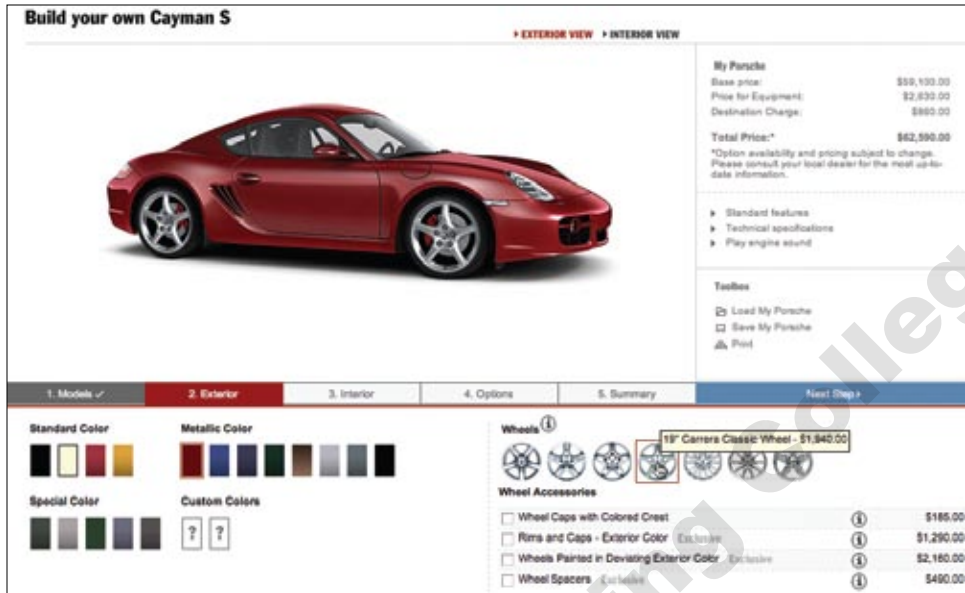 Build your own Cayman S
EXTERIOR VIEW INTERIOR VIEW
My Porsche
Base price: $59,100.00
Price for Equipment: $2,630.00
Destination Charge: $860.00
Total Price:* $62,590.00
*Option availability and pricing subject to change.
Please consult your local dealer for the most up-to-
date information.
Standard features
Technical specifications
Play engine sound
Toolbox
Load My Porsche
Save My Porsche
Print
1. Models ✓ 2. Exterior 3. Interior 4. Options 5. Summary Next Step
Standard Color
Metallic Color
Special Color
Custom Colors
? ?
Wheels i
19" Carrera Classic Wheel - $1,840.00
Wheel Accessories
Wheel Caps with Colored Crest i $185.00
Rims and Caps - Exterior Color Exclusive i $1,290.00
Wheels Painted in Deviating Exterior Color Exclusive i $2,160.00
Wheel Spacers Exclusive i $490.00